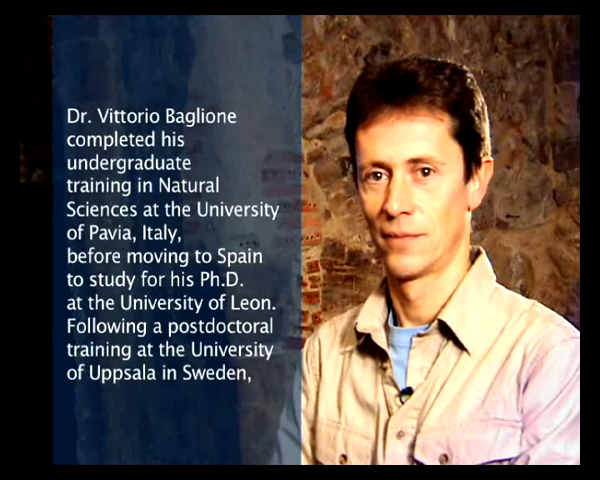 Dr. Vittorio Baglione
completed his
undergraduate
training in Natural
Sciences at the University
of Pavia, Italy,
before moving to Spain
to study for his Ph.D.
at the University of Leon.
Following a postdoctoral
training at the University
of Uppsala in Sweden,